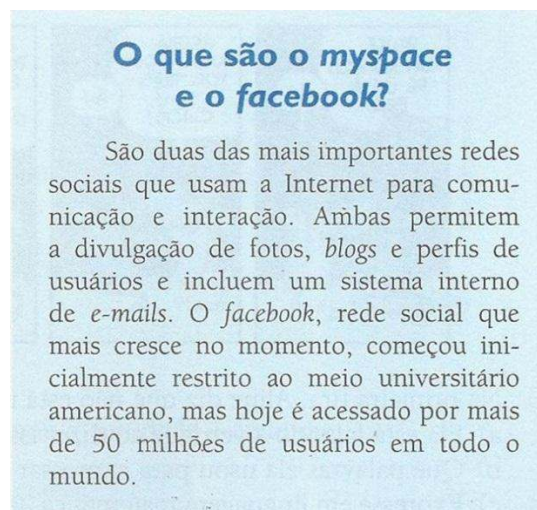 O que são o myspace
e o facebook?
São duas das mais importantes redes
sociais que usam a Internet para comu-
nicação e interação. Ambas permitem
a divulgação de fotos, blogs e perfis de
usuários e incluem um sistema interno
de e-mails. O facebook, rede social que
mais cresce no momento, começou ini-
cialmente restrito ao meio universitário
americano, mas hoje é acessado por mais
de 50 milhões de usuários em todo o
mundo.